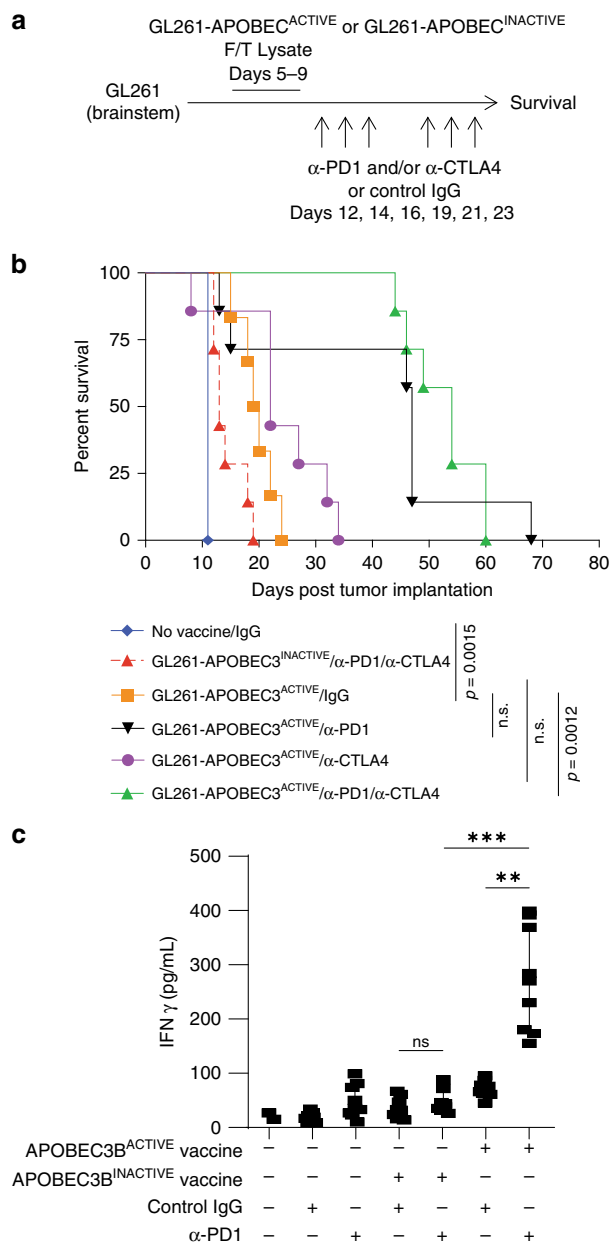 a
GL261-APOBEC^ACTIVE or GL261-APOBEC^INACTIVE
F/T Lysate
Days 5–9
GL261
(brainstem)
Survival
α-PD1 and/or α-CTLA4
or control IgG
Days 12, 14, 16, 19, 21, 23
b
Percent survival
100
75
50
25
0
0 10 20 30 40 50 60 70 80
Days post tumor implantation
No vaccine/IgG
GL261-APOBEC3^INACTIVE/α-PD1/α-CTLA4
GL261-APOBEC3^ACTIVE/IgG
GL261-APOBEC3^ACTIVE/α-PD1
GL261-APOBEC3^ACTIVE/α-CTLA4
GL261-APOBEC3^ACTIVE/α-PD1/α-CTLA4
p = 0.0015
n.s.
n.s.
p = 0.0012
c
IFN γ (pg/mL)
500
400
300
200
100
0
***
**
ns
APOBEC3B^ACTIVE vaccine – – – – – + +
APOBEC3B^INACTIVE vaccine – – – + + – –
Control IgG – + – + – + –
α-PD1 – – + – + – +